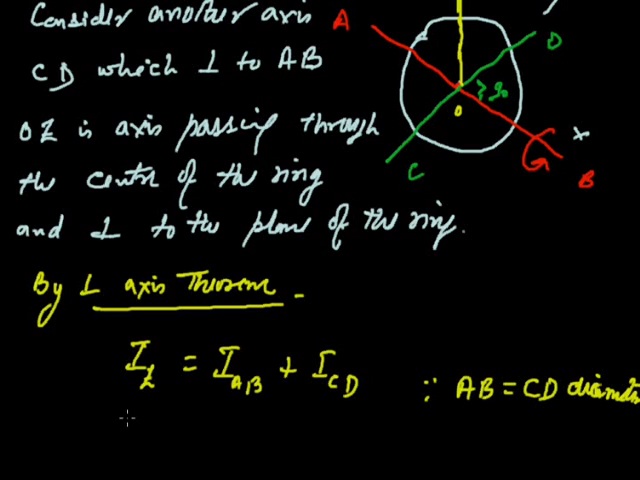 Consider another axis
CD which ⊥ to AB
OZ is axis passing through
the centre of the ring
and ⊥ to the plane of the ring.
A
D
90
O
x
C
B
By ⊥ axis Theorem -
I_Z = I_AB + I_CD
∵ AB = CD